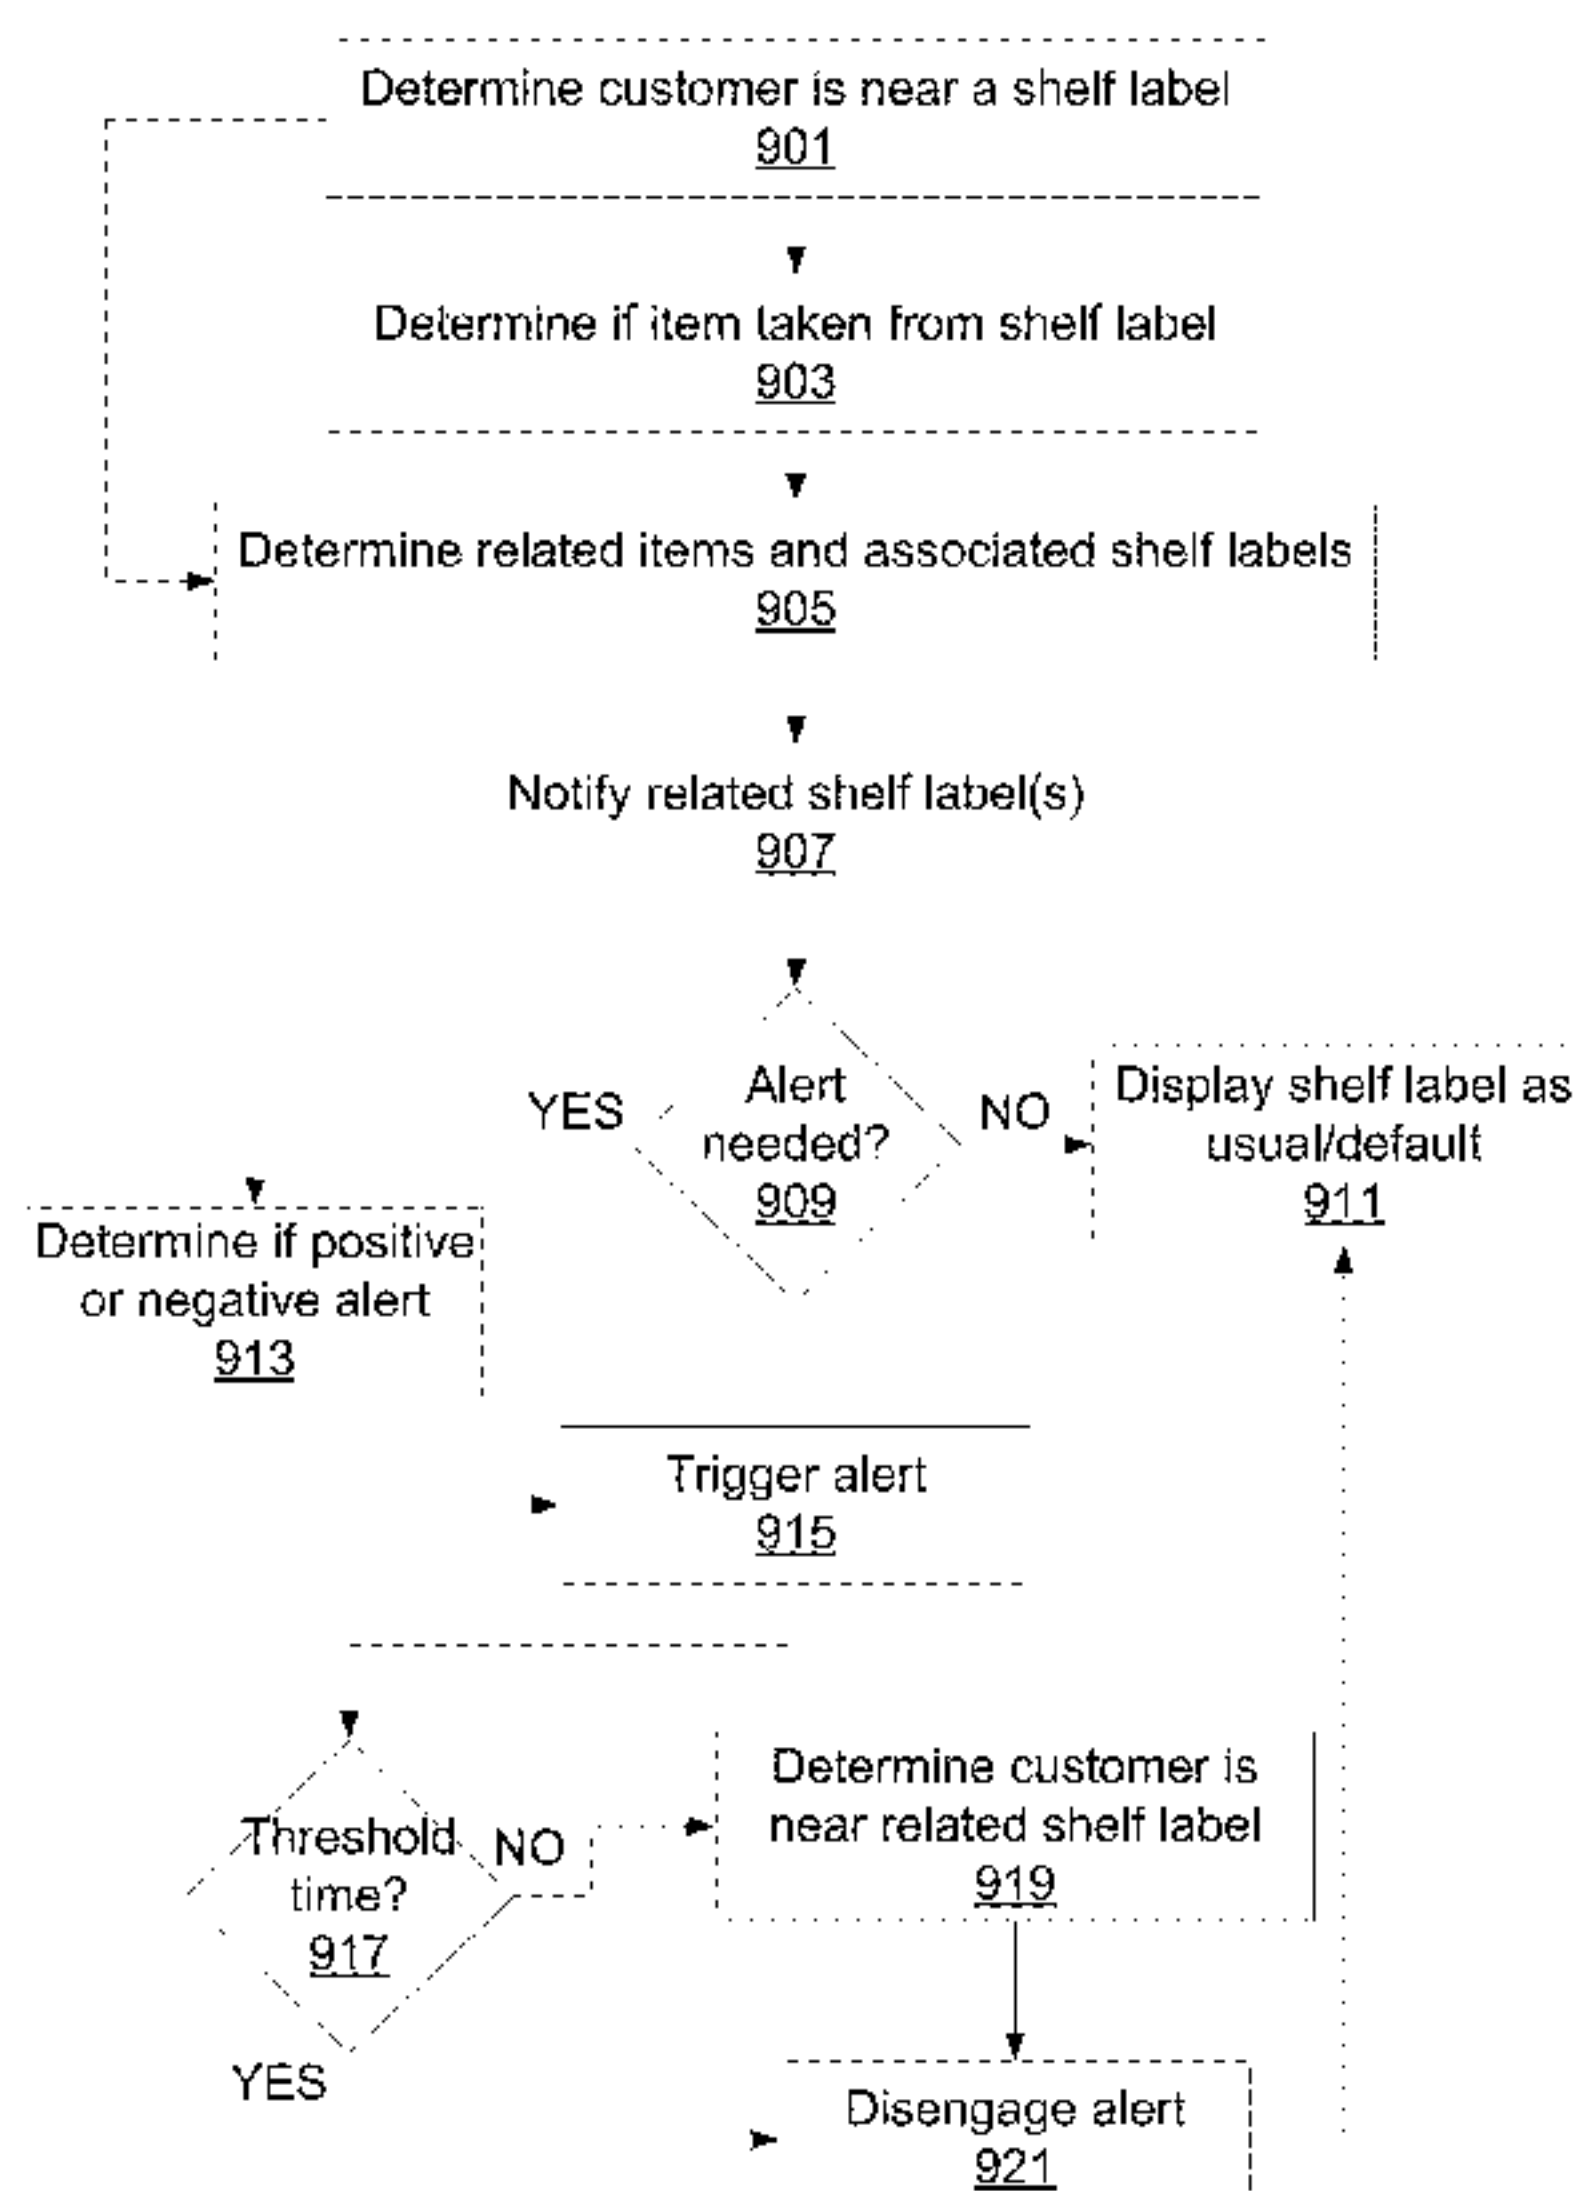 Determine customer is near a shelf label
901
Determine if item taken from shelf label
903
Determine related items and associated shelf labels
905
Notify related shelf label(s)
907
Alert
needed?
909
YES
NO
Display shelf label as
usual/default
911
Determine if positive
or negative alert
913
Trigger alert
915
Threshold
time?
917
NO
YES
Determine customer is
near related shelf label
919
Disengage alert
921